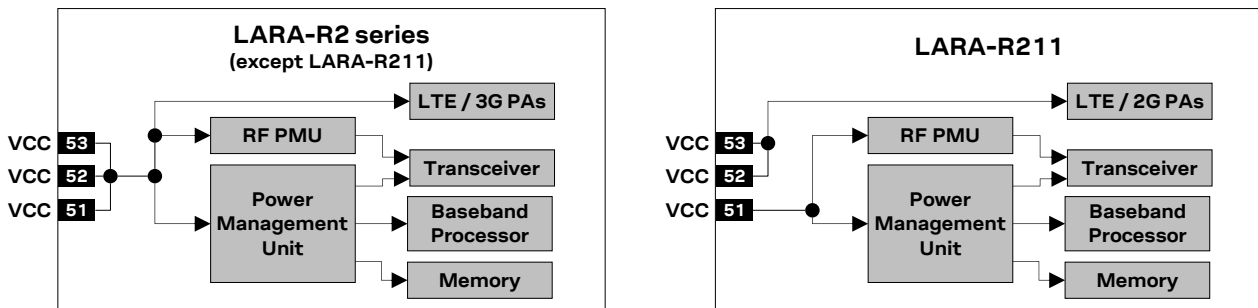 LARA-R2 series
(except LARA-R211)
LTE / 3G PAs
VCC 53
RF PMU
Transceiver
VCC 52
Power
Management
Unit
VCC 51
Baseband
Processor
Memory
LARA-R211
LTE / 2G PAs
VCC 53
RF PMU
Transceiver
VCC 52
Power
Management
Unit
VCC 51
Baseband
Processor
Memory